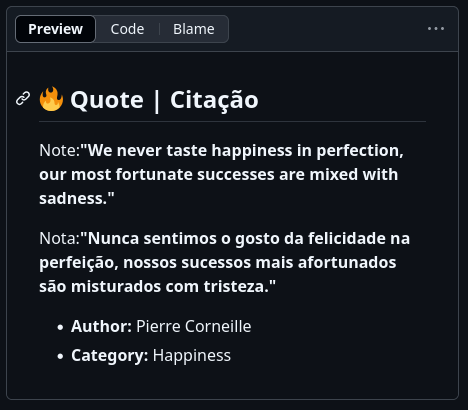 Preview Code Blame
🔥 Quote | Citação
Note:"We never taste happiness in perfection,
our most fortunate successes are mixed with
sadness."
Nota:"Nunca sentimos o gosto da felicidade na
perfeição, nossos sucessos mais afortunados
são misturados com tristeza."
• Author: Pierre Corneille
• Category: Happiness